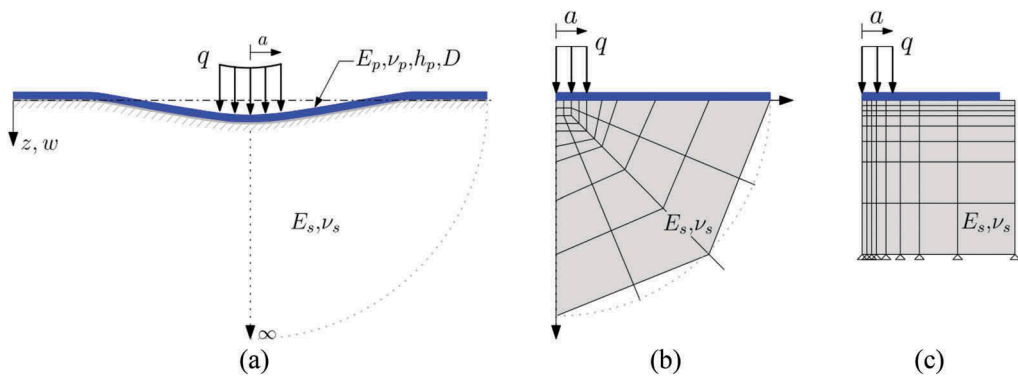 a
q
E_p,ν_p,h_p,D
z, w
E_s,ν_s
∞
(a)
a
q
E_s,ν_s
(b)
a
q
E_s,ν_s
(c)